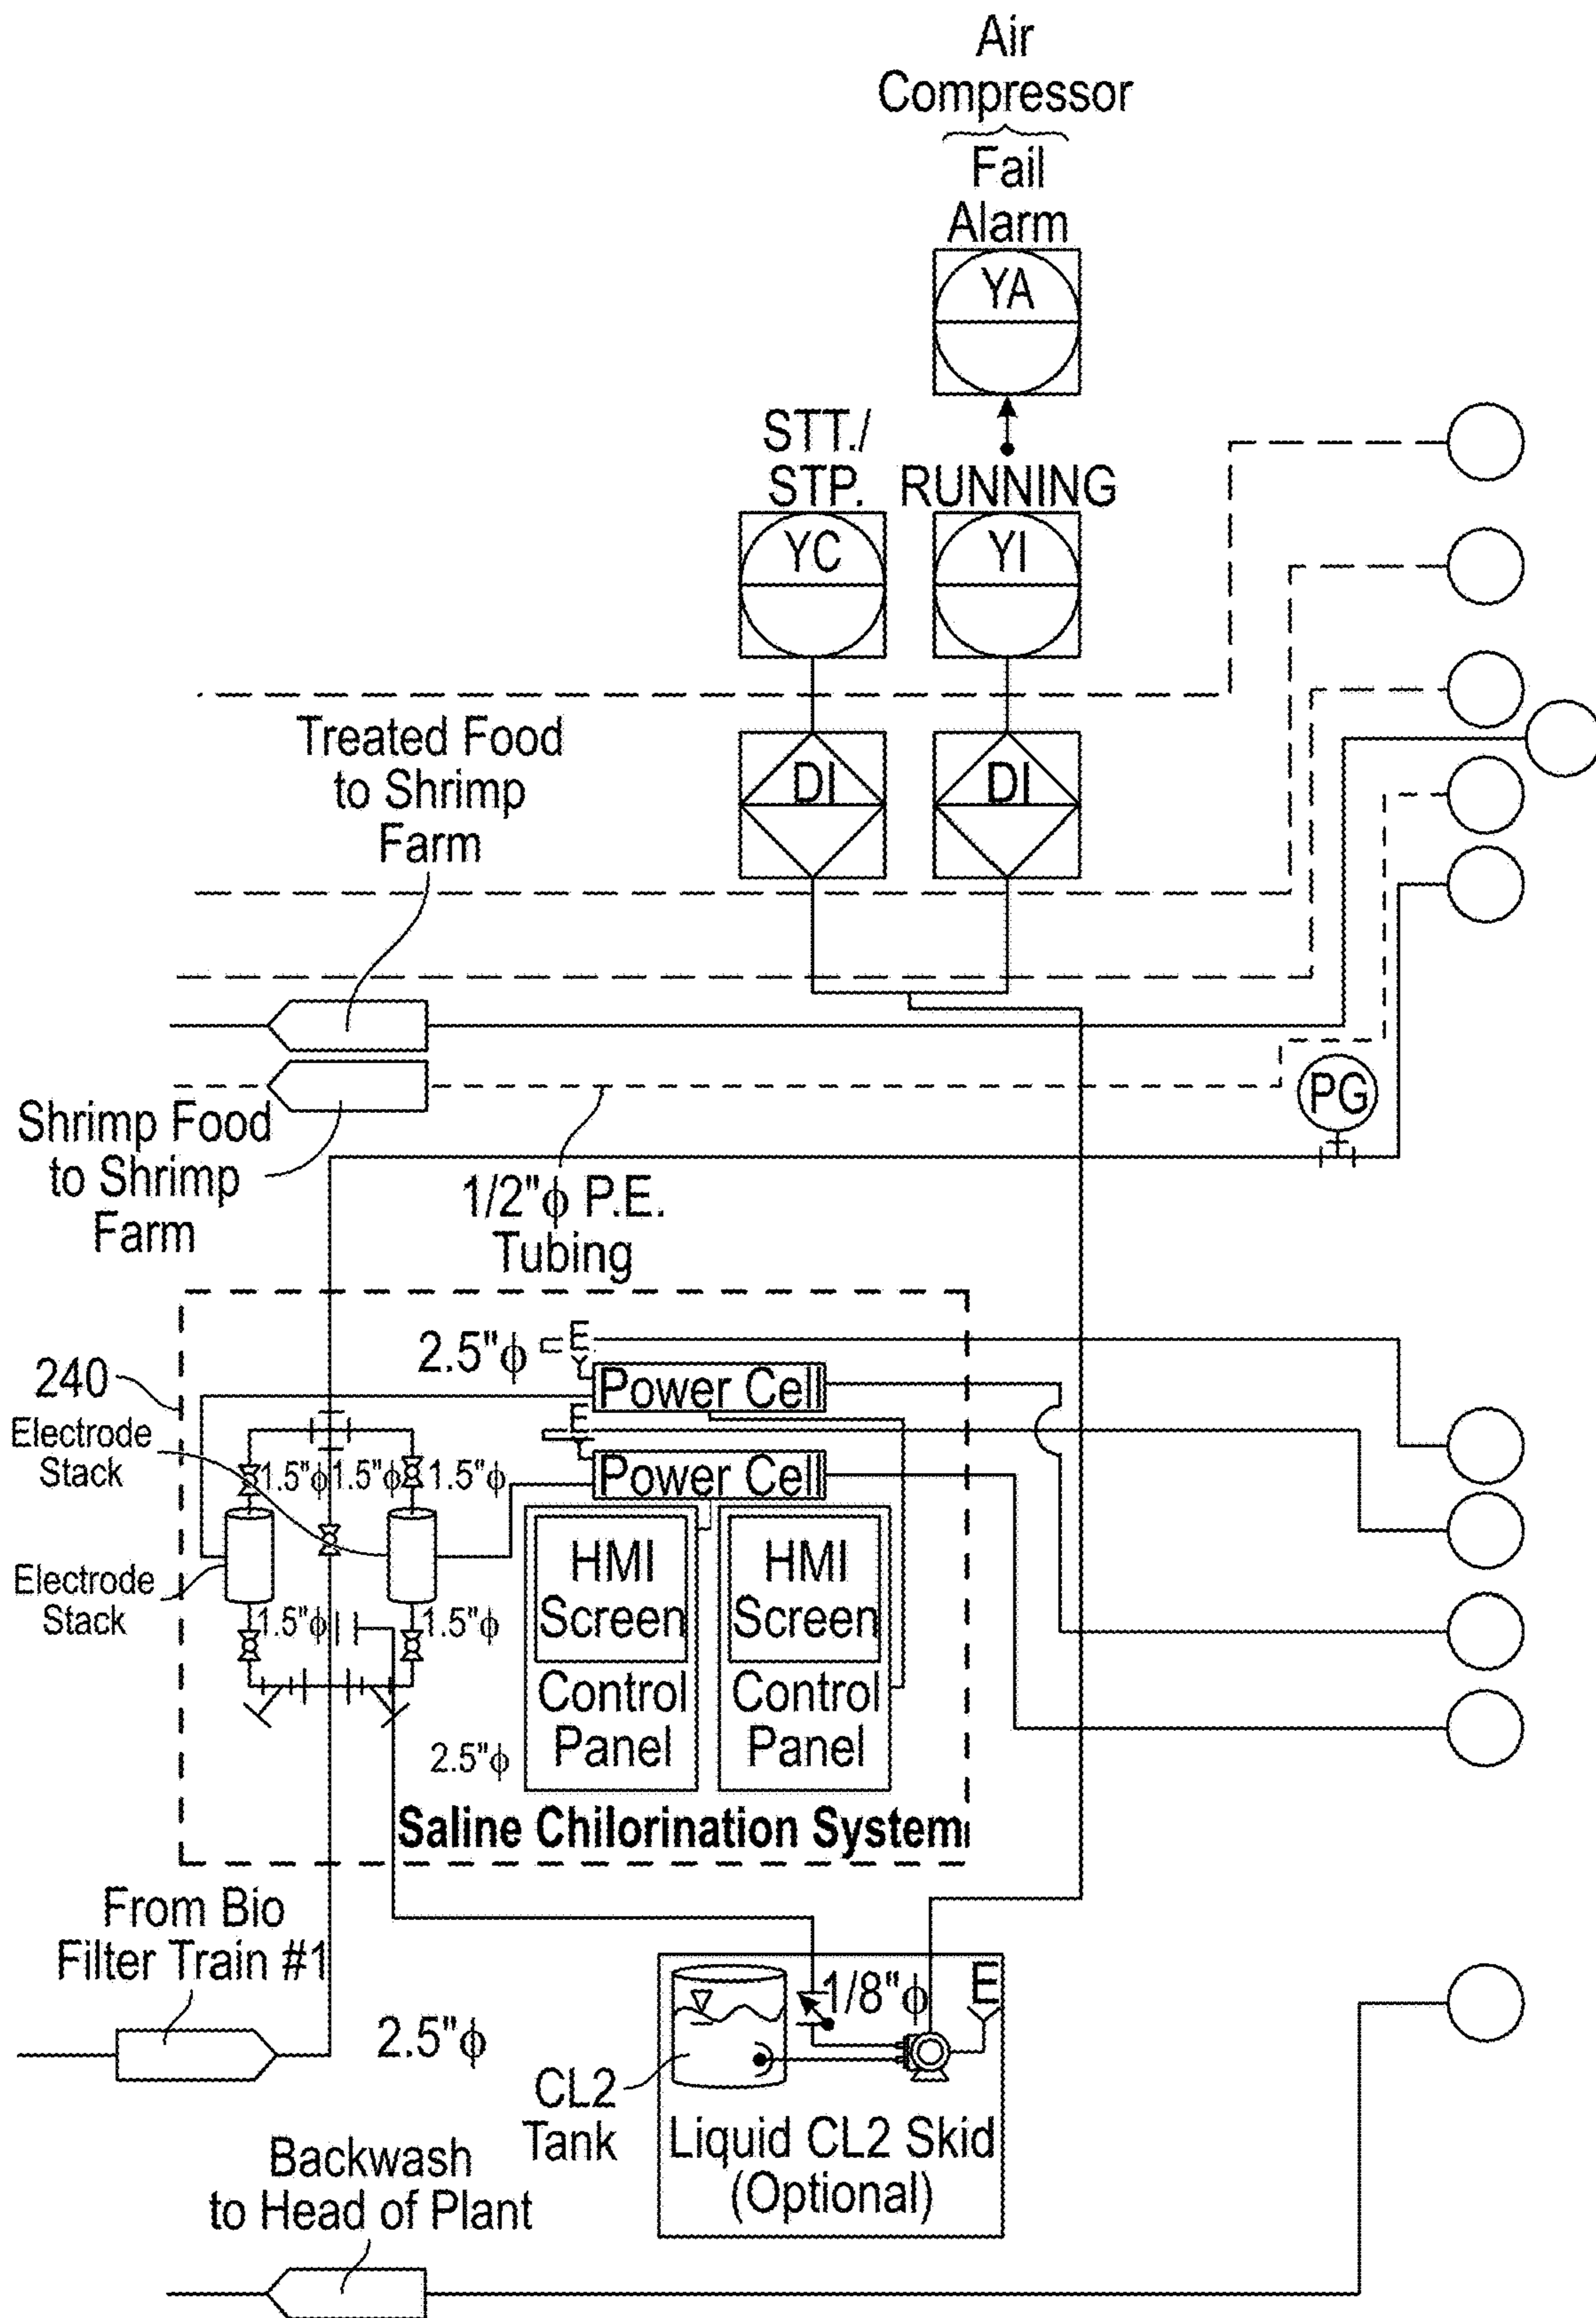 Air
Compressor
Fail
Alarm
YA
STT./
STP.
RUNNING
YC
YI
Treated Food
to Shrimp
Farm
DI
DI
PG
Shrimp Food
to Shrimp
Farm
1/2"ϕ P.E.
Tubing
2.5"ϕ
E
240
Power Cell
Electrode
Stack
E
1.5"ϕ
1.5"ϕ
1.5"ϕ
Power Cell
HMI
Screen
HMI
Screen
Electrode
Stack
1.5"ϕ
1.5"ϕ
Control
Panel
Control
Panel
2.5"ϕ
Saline Chilorination System
From Bio
Filter Train #1
1/8"ϕ
E
2.5"ϕ
CL2
Tank
Liquid CL2 Skid
(Optional)
Backwash
to Head of Plant